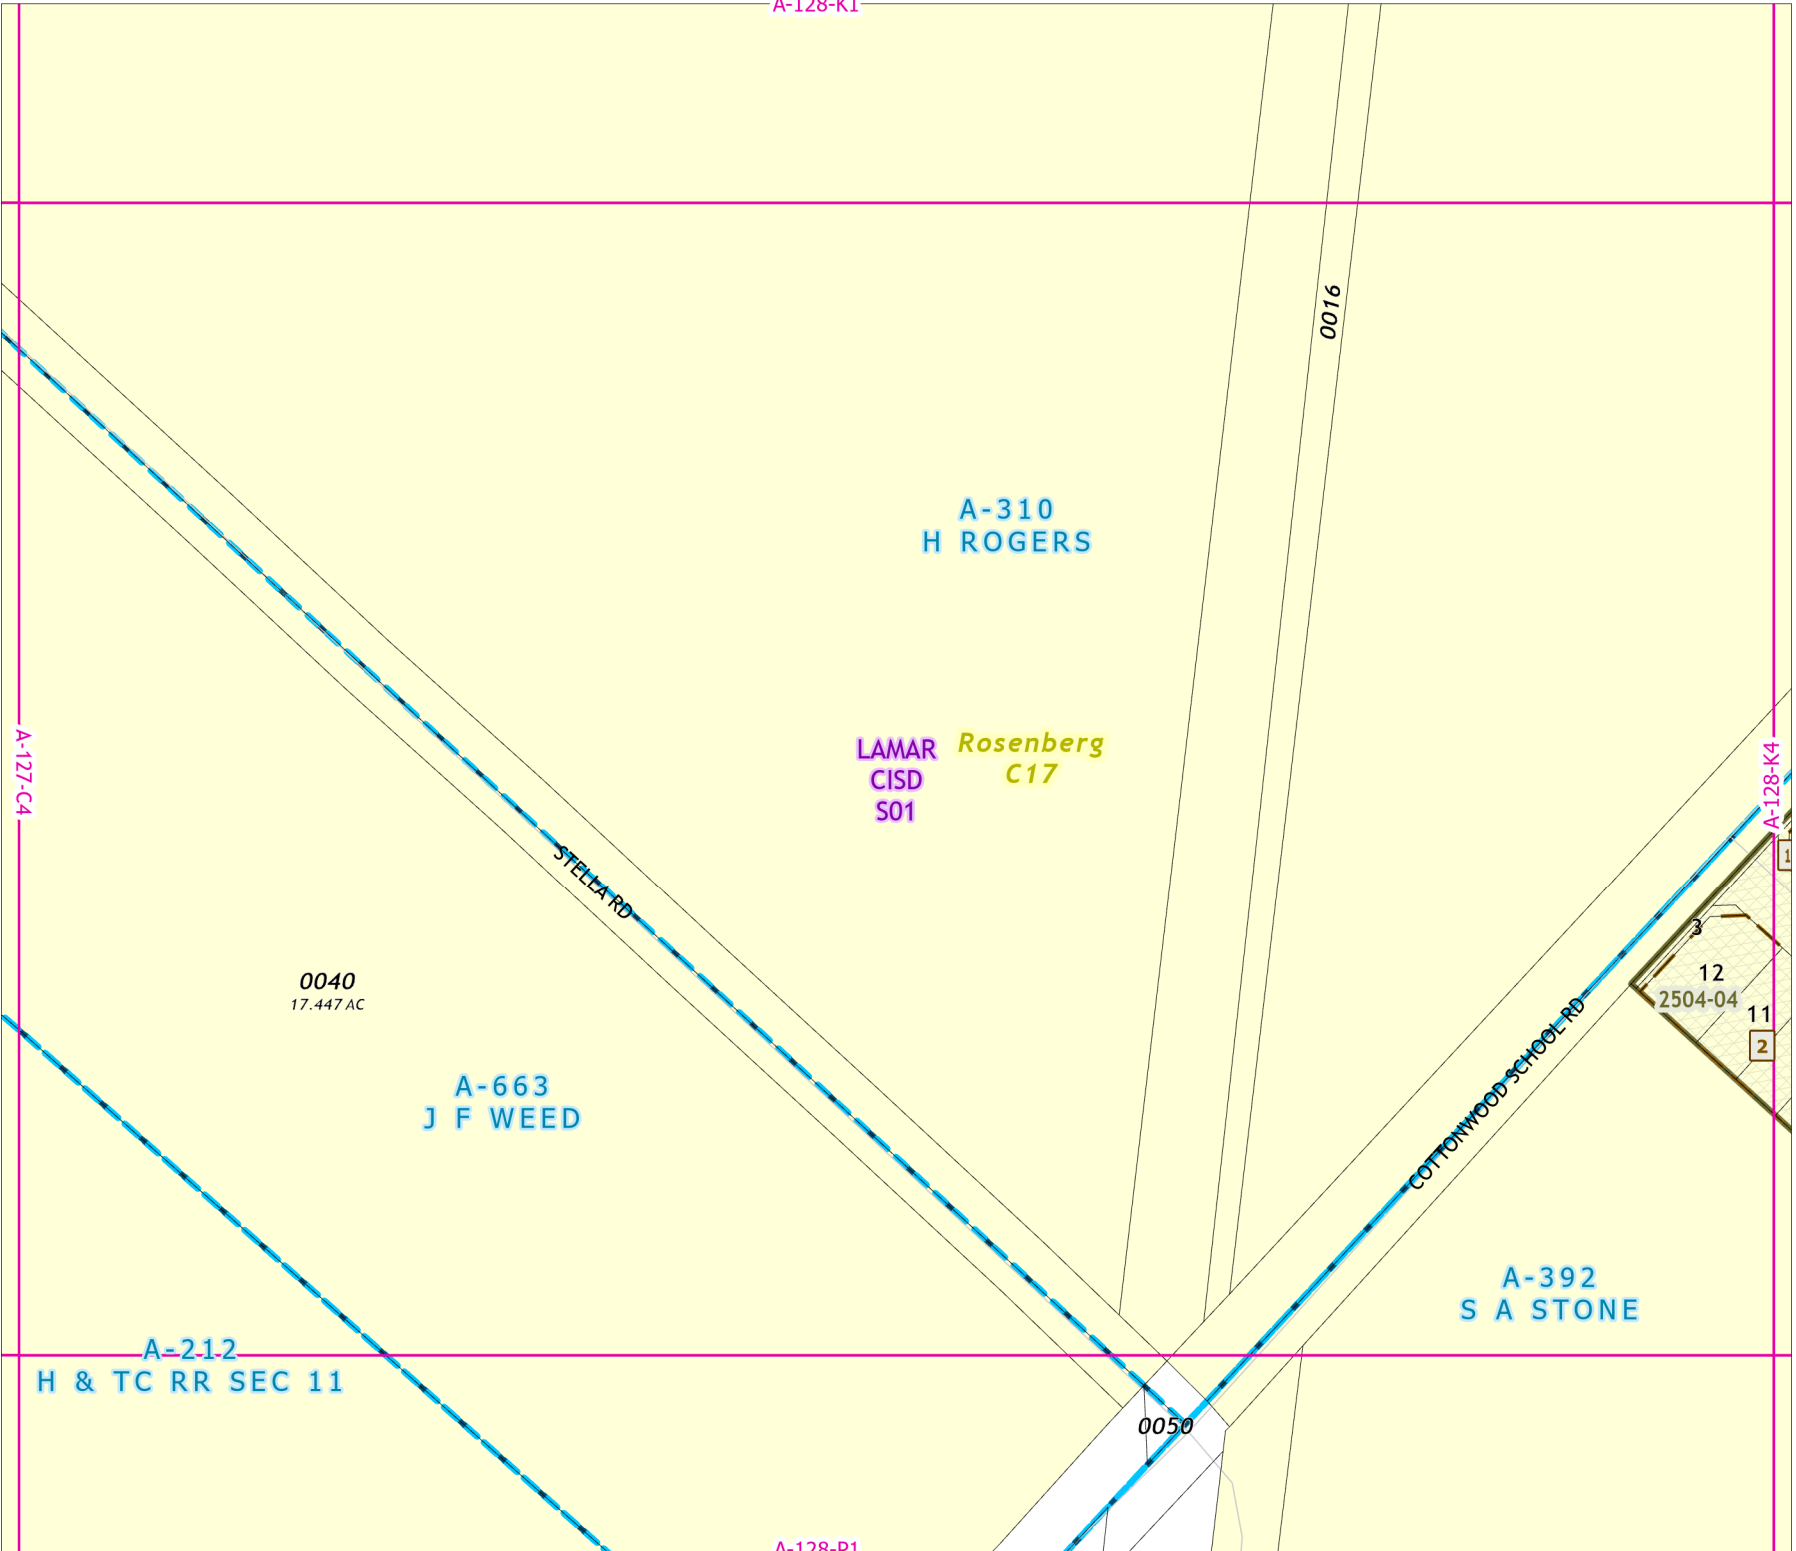 A-128-K1
0016
A-310
H ROGERS
LAMAR
CISD
S01
Rosenberg
C17
A-127-C4
A-128-K4
1
STELLA RD
3
12
2504-04
11
2
0040
17.447 AC
COTTONWOOD SCHOOL RD
A-663
J F WEED
A-392
S A STONE
A-212
H & TC RR SEC 11
0050
A-128-P1